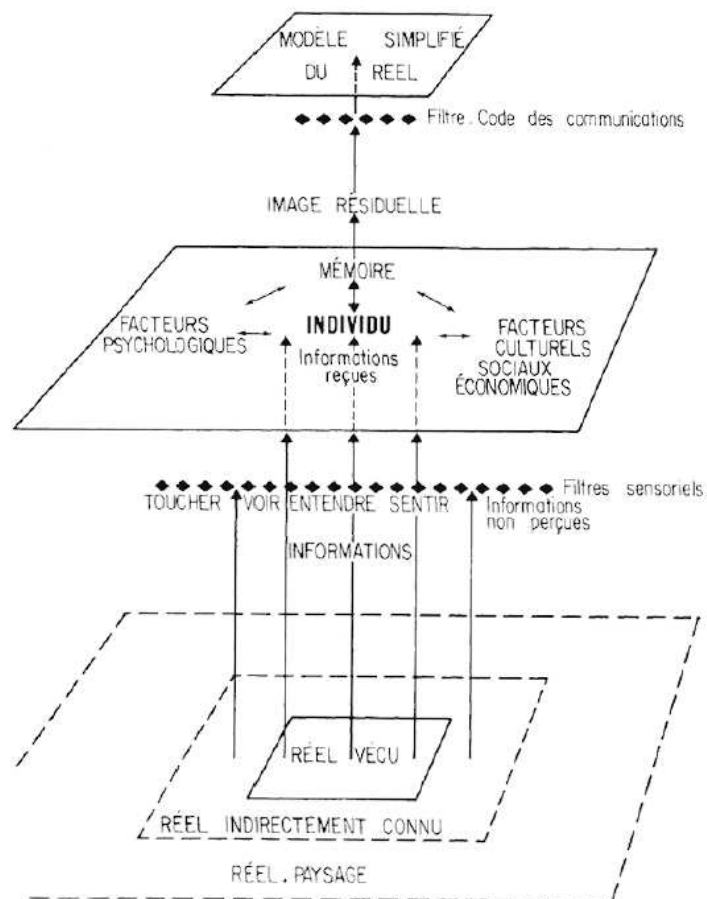 MODÈLE SIMPLIFIÉ
DU REEL
Filtre. Code des communications
IMAGE RÉSIDUELLE
MÉMOIRE
FACTEURS
PSYCHOLOGIQUES
INDIVIDU
Informations
reçues
FACTEURS
CULTURELS
SOCIAUX
ÉCONOMIQUES
Filtres sensoriels
TOUCHER VOIR ENTENDRE SENTIR
Informations
non perçues
INFORMATIONS
RÉEL VÉCU
RÉEL INDIRECTEMENT CONNU
RÉEL. PAYSAGE